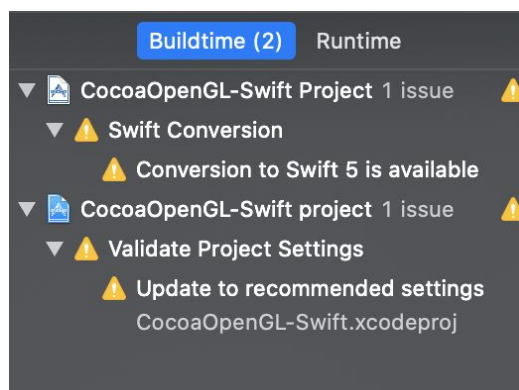 Buildtime (2) Runtime
CocoaOpenGL-Swift Project 1 issue
Swift Conversion
Conversion to Swift 5 is available
CocoaOpenGL-Swift project 1 issue
Validate Project Settings
Update to recommended settings
CocoaOpenGL-Swift.xcodeproj